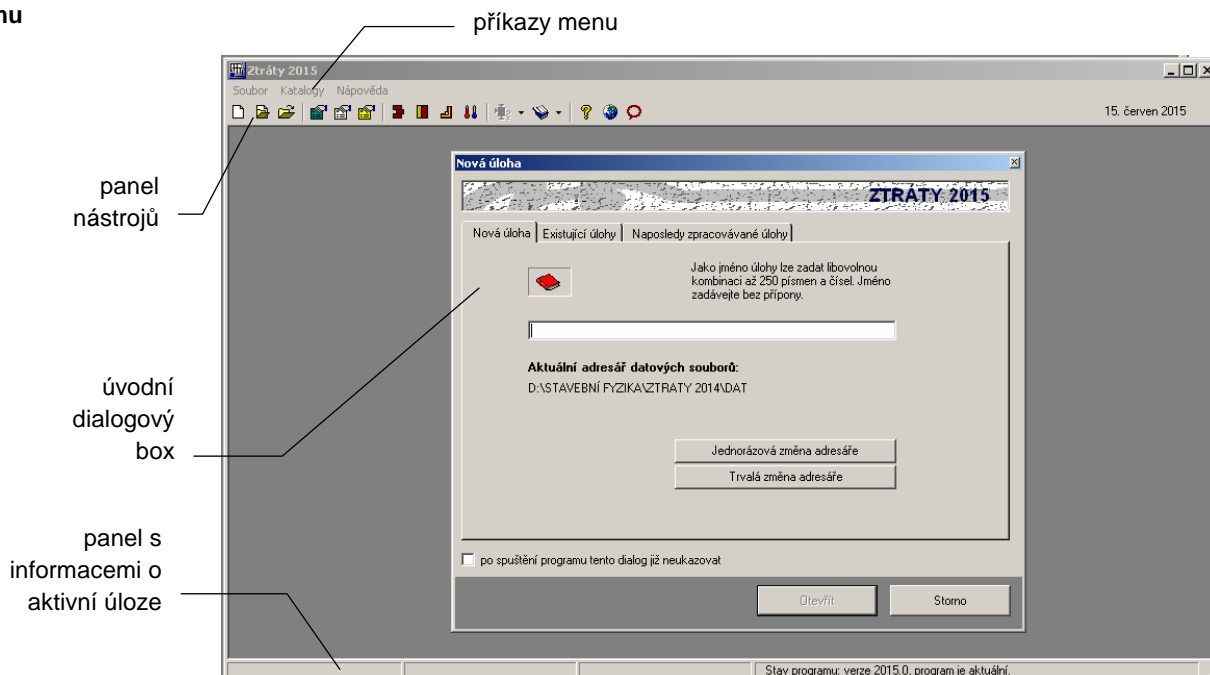 nu
příkazy menu
Ztráty 2015
Soubor Katalogy Nápověda
15. červen 2015
panel
nástrojů
Nová úloha
ZTRÁTY 2015
Nová úloha Existující úlohy Naposledy zpracovávané úlohy
Jako jméno úlohy lze zadat libovolnou
kombinaci až 250 písmen a čísel. Jméno
zadávejte bez přípony.
Aktuální adresář datových souborů:
D:\STAVEBNÍ FYZIKA\ZTRATY 2014\DAT
úvodní
dialogový
box
Jednorázová změna adresáře
Trvalá změna adresáře
panel s
informacemi o
aktivní úloze
po spuštění programu tento dialog již neukazovat
Otevřít Storno
Stav programu: verze 2015.0, program je aktuální.